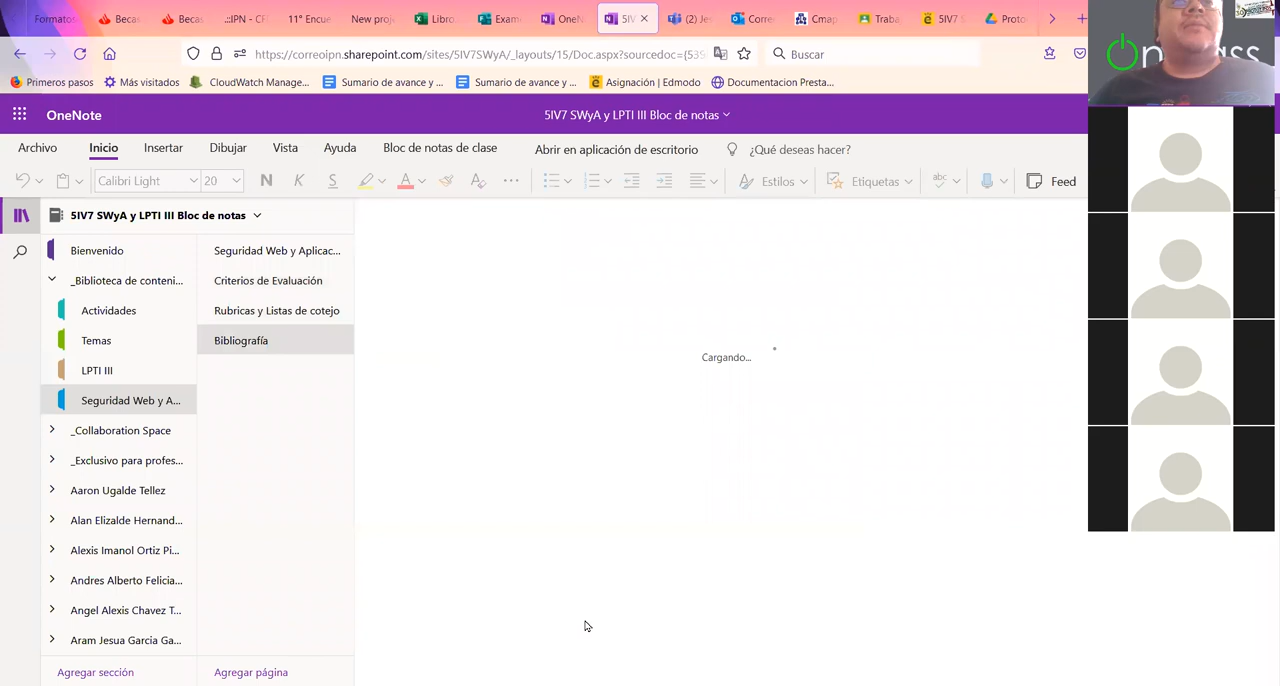 Formatos
Becas
Becas
.::IPN - CF
11º Encue
New proj
Libro
Exam
OneN
5IV
(2) Je
Corre
Cmap
Traba
5IV7 S
Proto
https://correoipn.sharepoint.com/sites/5IV7SWyA/_layouts/15/Doc.aspx?sourcedoc={539
Buscar
Primeros pasos
Más visitados
CloudWatch Manage...
Sumario de avance y ...
Sumario de avance y ...
Asignación | Edmodo
Documentacion Presta...
OneNote
5IV7 SWyA y LPTI III Bloc de notas
Archivo
Inicio
Insertar
Dibujar
Vista
Ayuda
Bloc de notas de clase
Abrir en aplicación de escritorio
¿Qué deseas hacer?
Calibri Light
20
N
K
S
A
Estilos
Etiquetas
abc
Feed
5IV7 SWyA y LPTI III Bloc de notas
Bienvenido
_Biblioteca de conteni...
Actividades
Temas
LPTI III
Seguridad Web y A...
_Collaboration Space
_Exclusivo para profes...
Aaron Ugalde Tellez
Alan Elizalde Hernand...
Alexis Imanol Ortiz Pi...
Andres Alberto Felicia...
Angel Alexis Chavez T...
Aram Jesua Garcia Ga...
Agregar sección
Seguridad Web y Aplicac...
Criterios de Evaluación
Rubricas y Listas de cotejo
Bibliografía
Agregar página
Cargando...